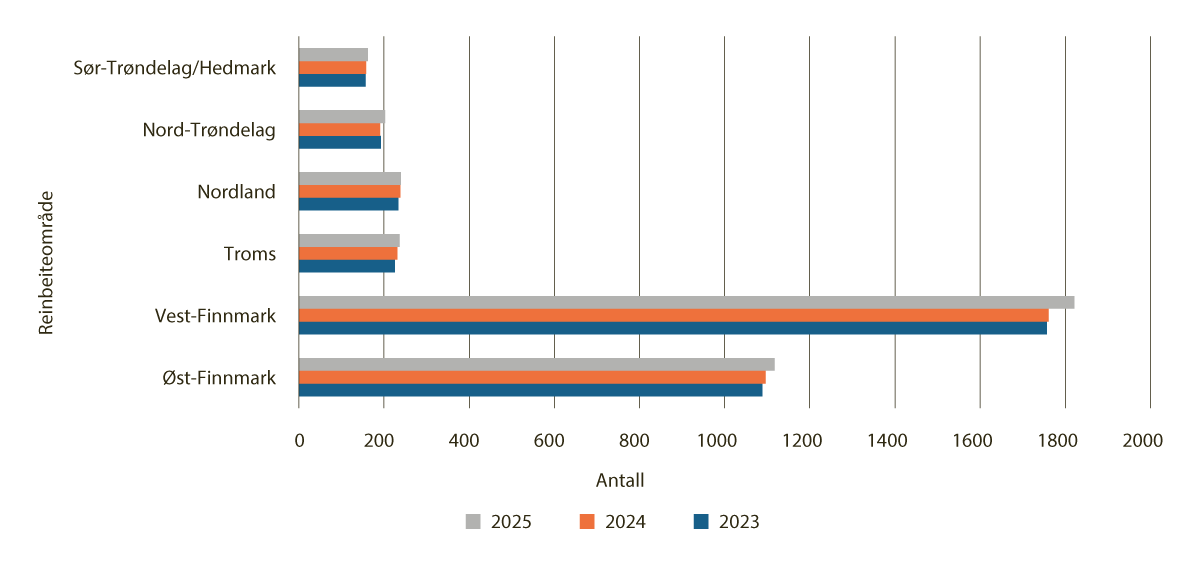 Reinbeiteområde
Sør-Trøndelag/Hedmark
Nord-Trøndelag
Nordland
Troms
Vest-Finnmark
Øst-Finnmark
0 200 400 600 800 1000 1200 1400 1600 1800 2000
Antall
2025 2024 2023